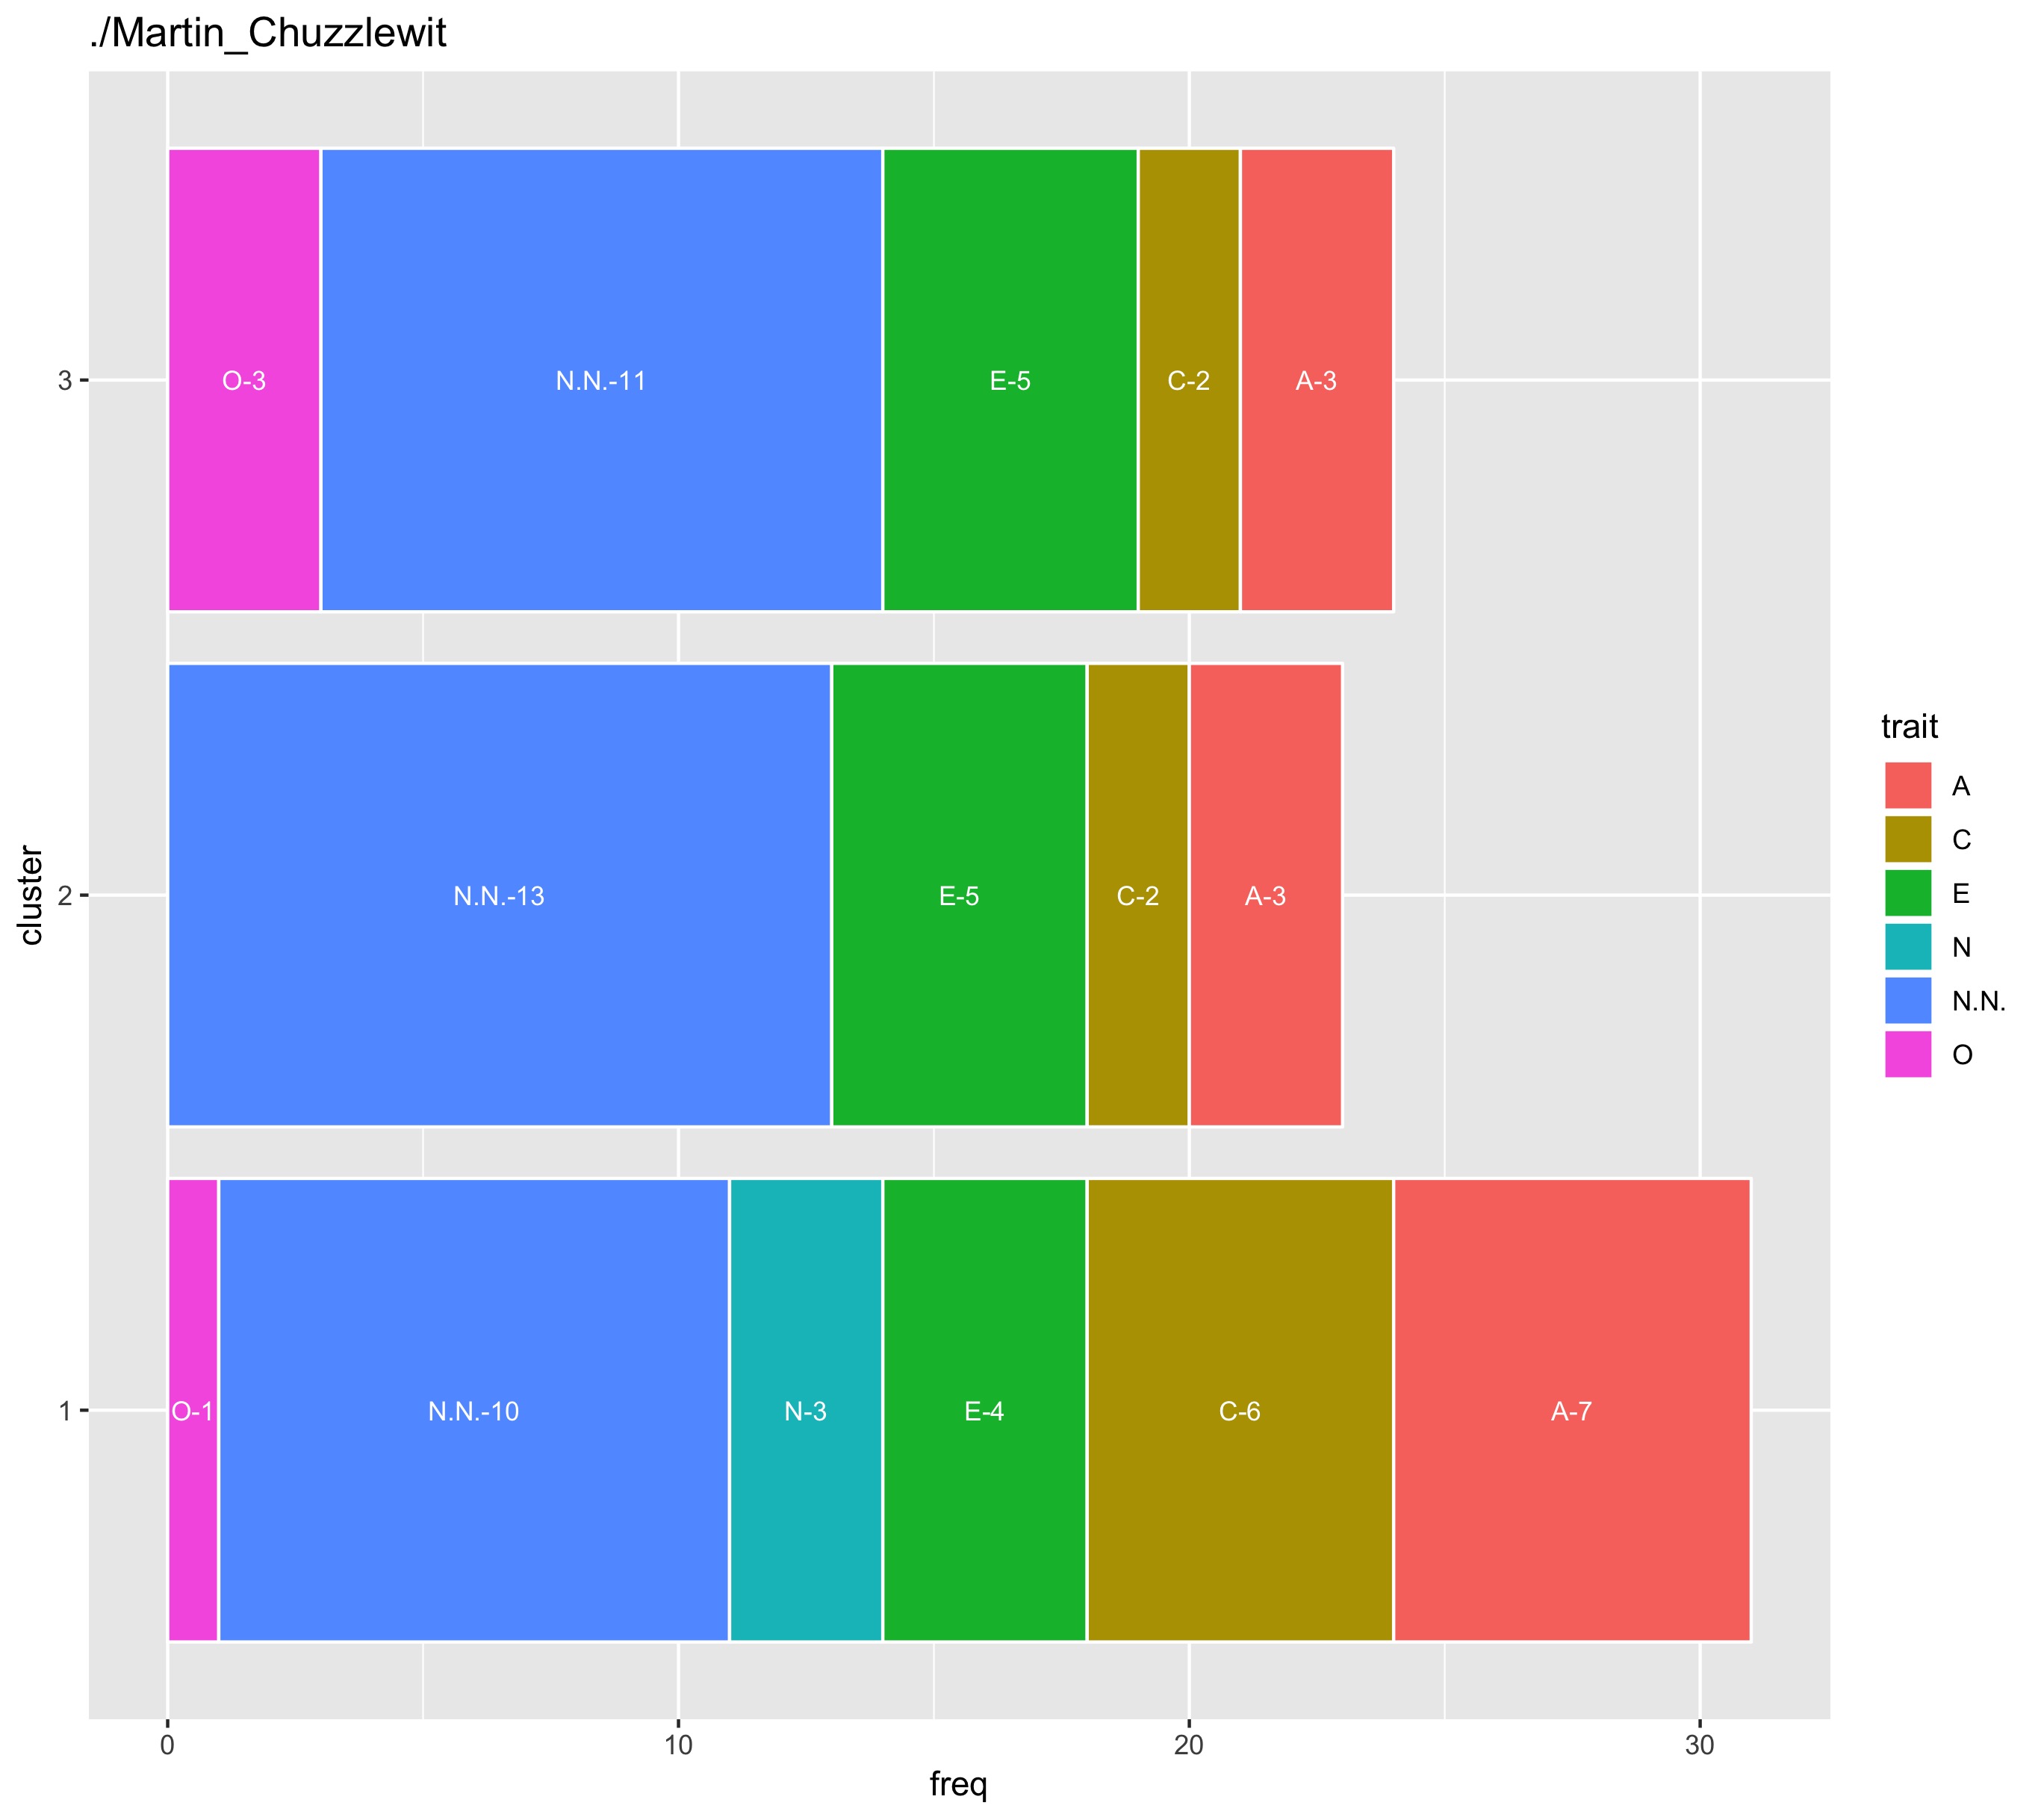 ./Martin_Chuzzlewit
3
O-3
N.N.-11
E-5
C-2
A-3
cluster
2
N.N.-13
E-5
C-2
A-3
1
O-1
N.N.-10
N-3
E-4
C-6
A-7
0
10
20
30
freq
trait
A
C
E
N
N.N.
O